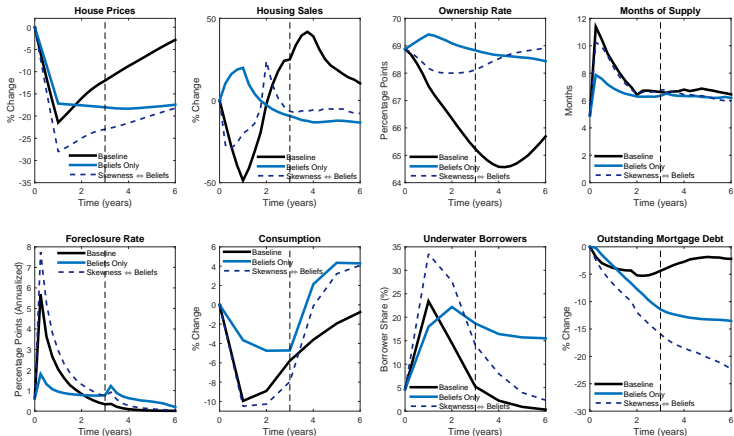 House Prices
% Change
0
-5
-10
-15
-20
-25
-30
-35
0 2 4 6
Time (years)
Baseline
Beliefs Only
Skewness ⇔ Beliefs
Housing Sales
% Change
50
0
-50
0 2 4 6
Time (years)
Baseline
Beliefs Only
Skewness ⇔ Beliefs
Ownership Rate
Percentage Points
70
69
68
67
66
65
64
0 2 4 6
Time (years)
Baseline
Beliefs Only
Skewness ⇔ Beliefs
Months of Supply
Months
12
10
8
6
4
2
0
0 2 4 6
Time (years)
Baseline
Beliefs Only
Skewness ⇔ Beliefs
Foreclosure Rate
Percentage Points (Annualized)
8
7
6
5
4
3
2
1
0
0 2 4 6
Time (years)
Baseline
Beliefs Only
Skewness ⇔ Beliefs
Consumption
% Change
6
4
2
0
-2
-4
-6
-8
-10
0 2 4 6
Time (years)
Baseline
Beliefs Only
Skewness ⇔ Beliefs
Underwater Borrowers
Borrower Share (%)
35
30
25
20
15
10
5
0
0 2 4 6
Time (years)
Baseline
Beliefs Only
Skewness ⇔ Beliefs
Outstanding Mortgage Debt
% Change
0
-5
-10
-15
-20
-25
-30
0 2 4 6
Time (years)
Baseline
Beliefs Only
Skewness ⇔ Beliefs